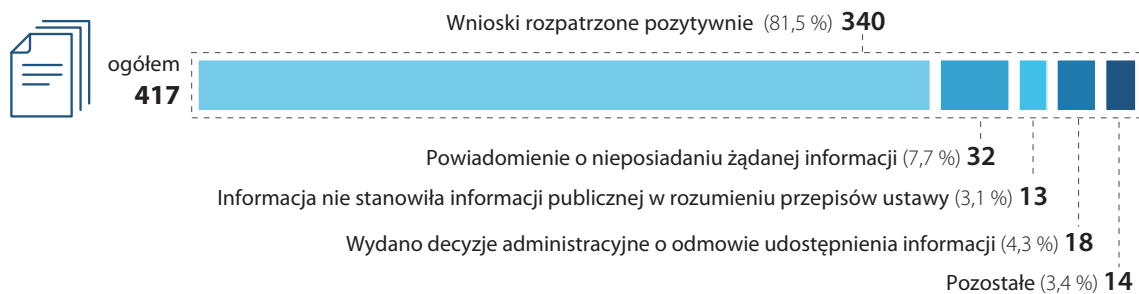 Wnioski rozpatrzone pozytywnie (81,5 %) 340
ogółem
417
Powiadomienie o nieposiadaniu żądanej informacji (7,7 %) 32
Informacja nie stanowiła informacji publicznej w rozumieniu przepisów ustawy (3,1 %) 13
Wydano decyzje administracyjne o odmowie udostępnienia informacji (4,3 %) 18
Pozostałe (3,4 %) 14